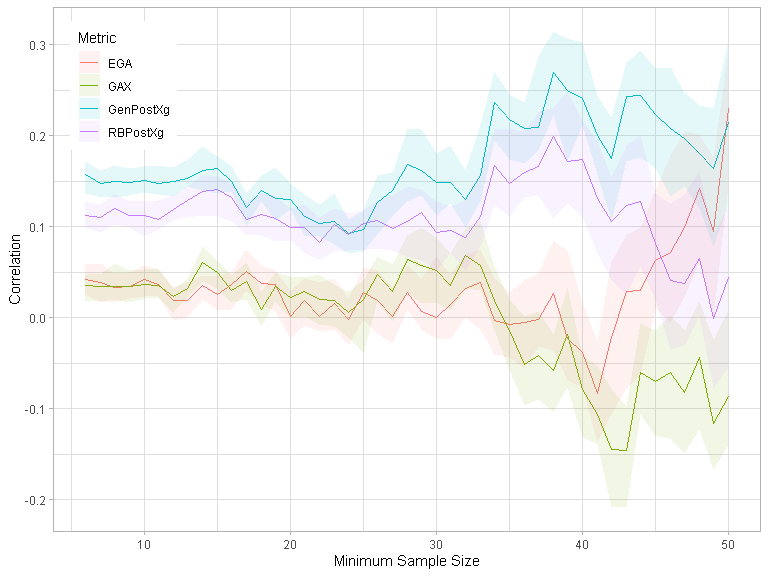 Metric
EGA
GAX
GenPostXg
RBPostXg
0.3
0.2
0.1
0.0
-0.1
-0.2
Correlation
10 20 30 40 50
Minimum Sample Size